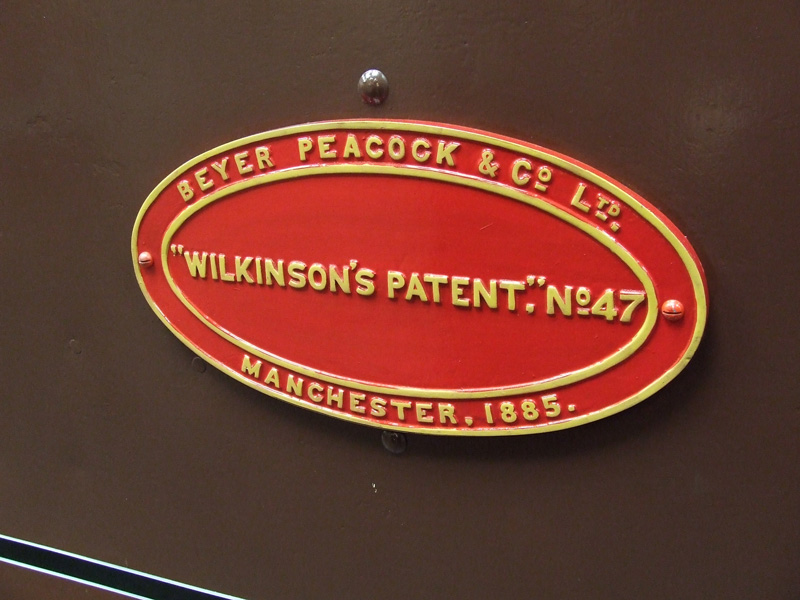 BEYER PEACOCK & Co LTD.
"WILKINSON'S PATENT," No 47
MANCHESTER, 1885.